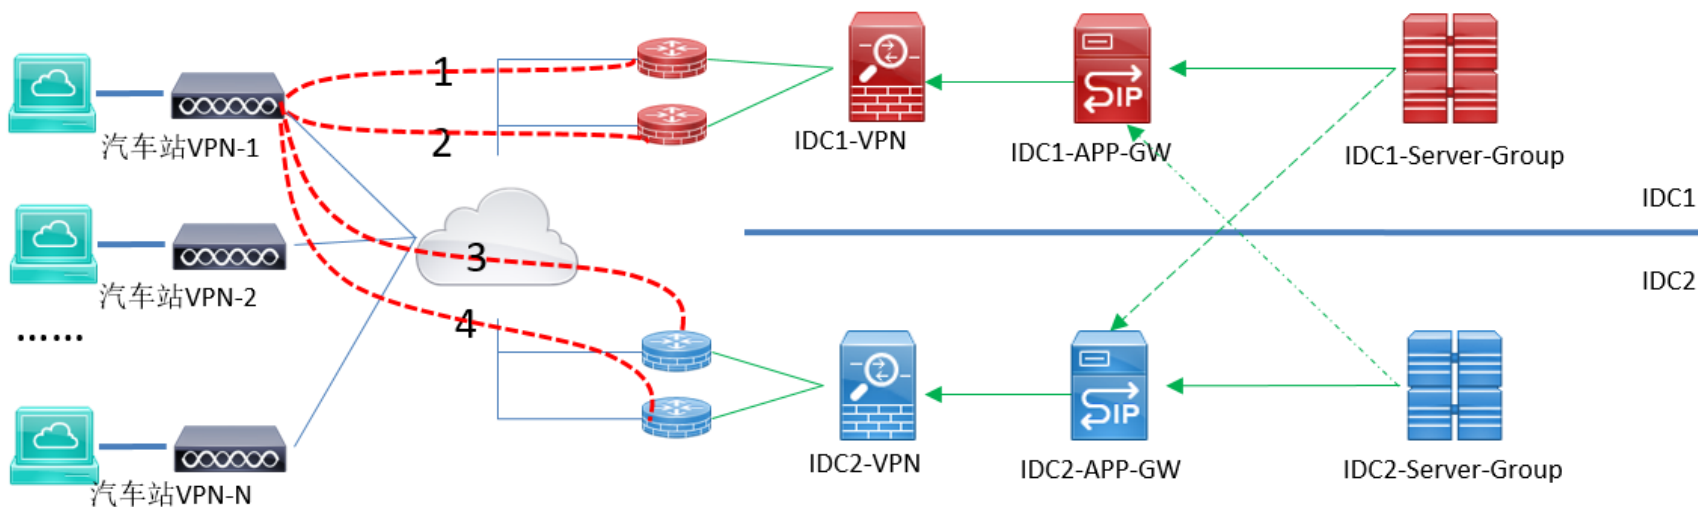 1
2
汽车站VPN-1
IDC1-VPN
IDC1-APP-GW
SIP
IDC1-Server-Group
IDC1
3
汽车站VPN-2
IDC2
4
……
SIP
IDC2-VPN
IDC2-APP-GW
IDC2-Server-Group
汽车站VPN-N